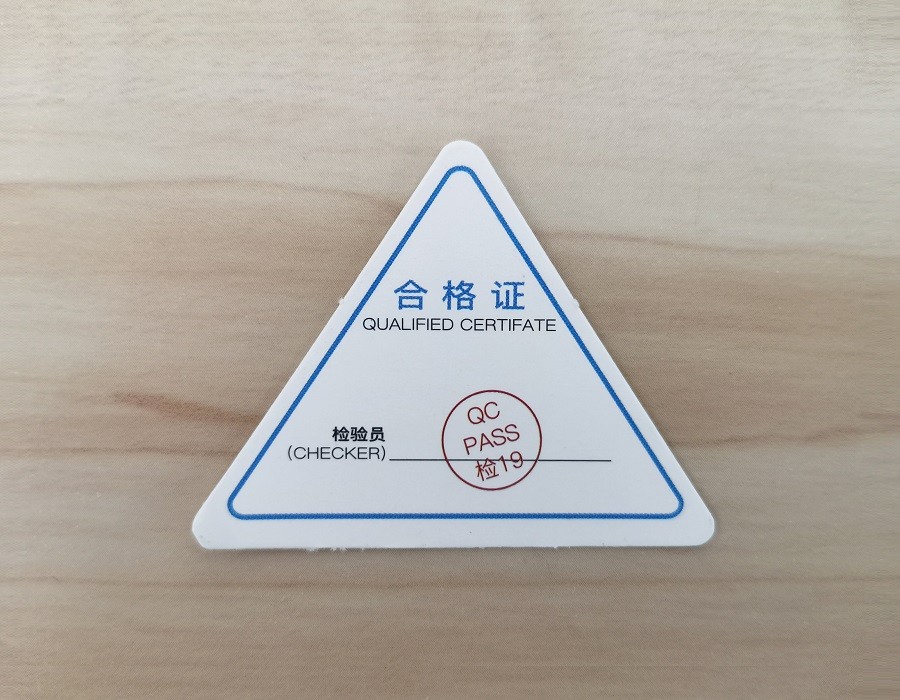 合格证
QUALIFIED CERTIFATE
检验员
(CHECKER)
QC
PASS
检19